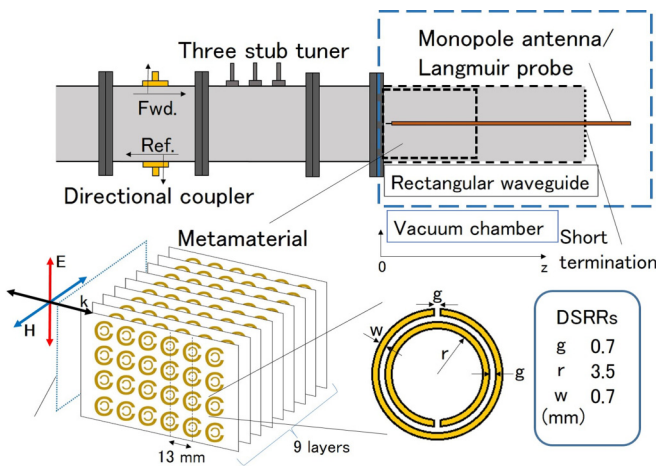 Three stub tuner
Monopole antenna/
Langmuir probe
Fwd.
Ref.
Directional coupler
Rectangular waveguide
Vacuum chamber
Short
termination
0
z
Metamaterial
E
k
H
13 mm
9 layers
g
w
r
g
DSRRs
g 0.7
r 3.5
w 0.7
(mm)